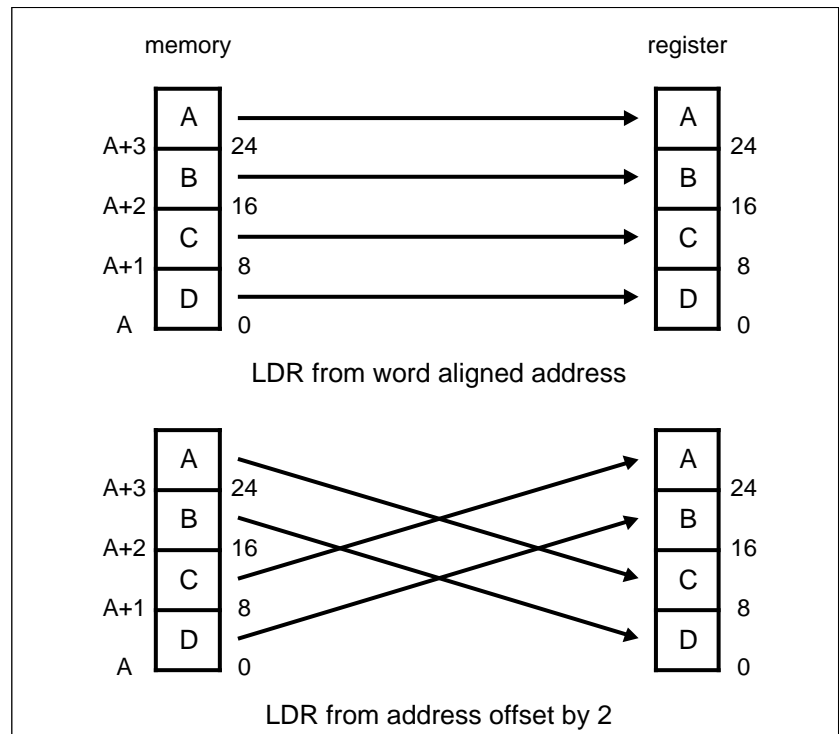 memory register
A A
A+3 24 24
B B
A+2 16 16
C C
A+1 8 8
D D
A 0 0
LDR from word aligned address
A A
A+3 24 24
B B
A+2 16 16
C C
A+1 8 8
D D
A 0 0
LDR from address offset by 2